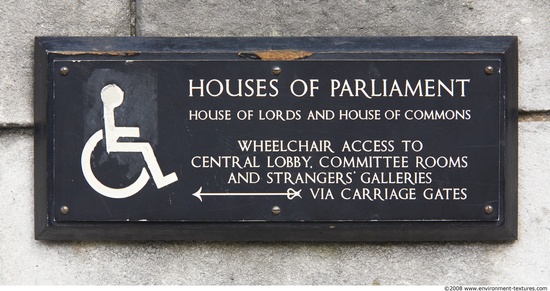 HOUSES OF PARLIAMENT
HOUSE OF LORDS AND HOUSE OF COMMONS
WHEELCHAIR ACCESS TO
CENTRAL LOBBY, COMMITTEE ROOMS
AND STRANGERS' GALLERIES
VIA CARRIAGE GATES
©2008 www.environment-textures.com